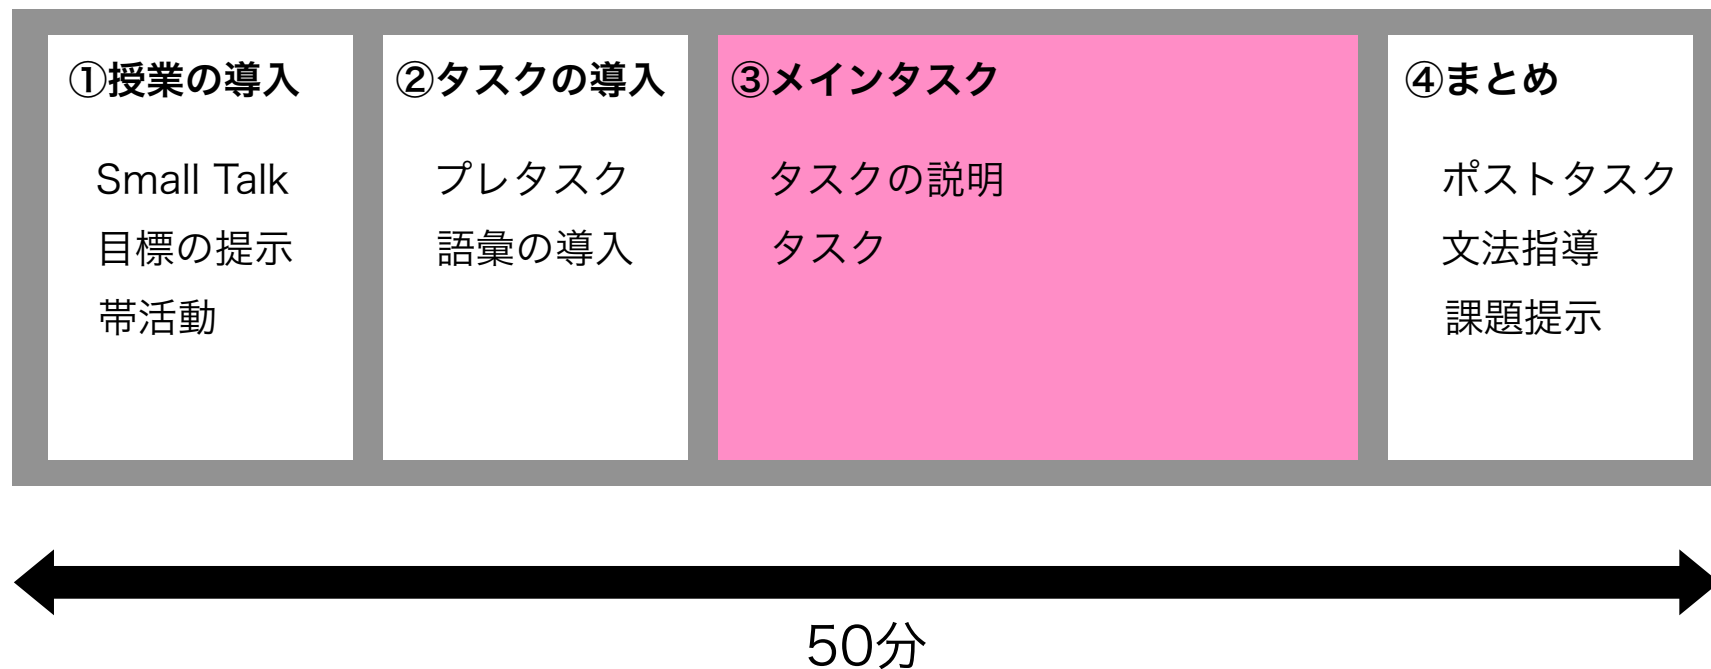 ①授業の導入
Small Talk
目標の提示
帯活動
②タスクの導入
プレタスク
語彙の導入
③メインタスク
タスクの説明
タスク
④まとめ
ポストタスク
文法指導
課題提示
50分